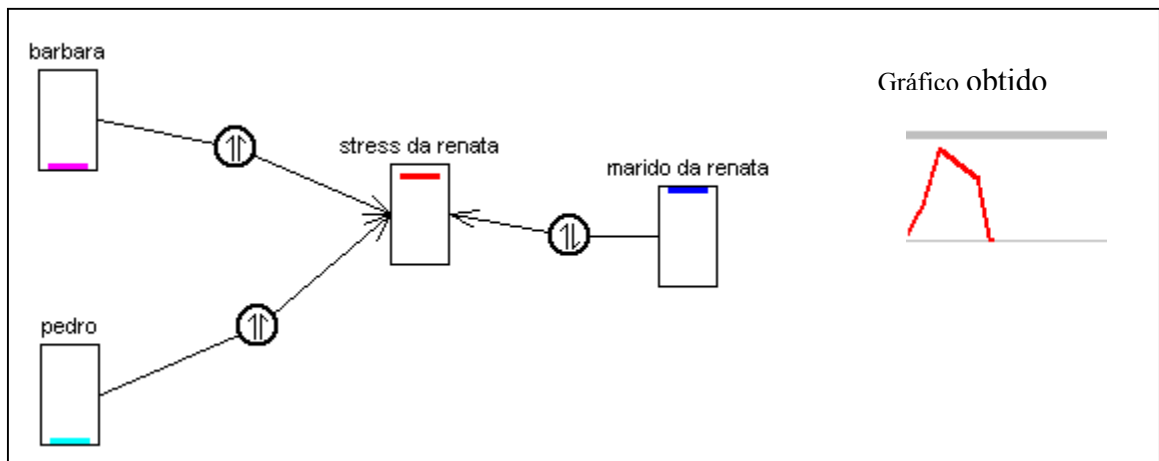 barbara
stress da renata
marido da renata
pedro
Gráfico obtido